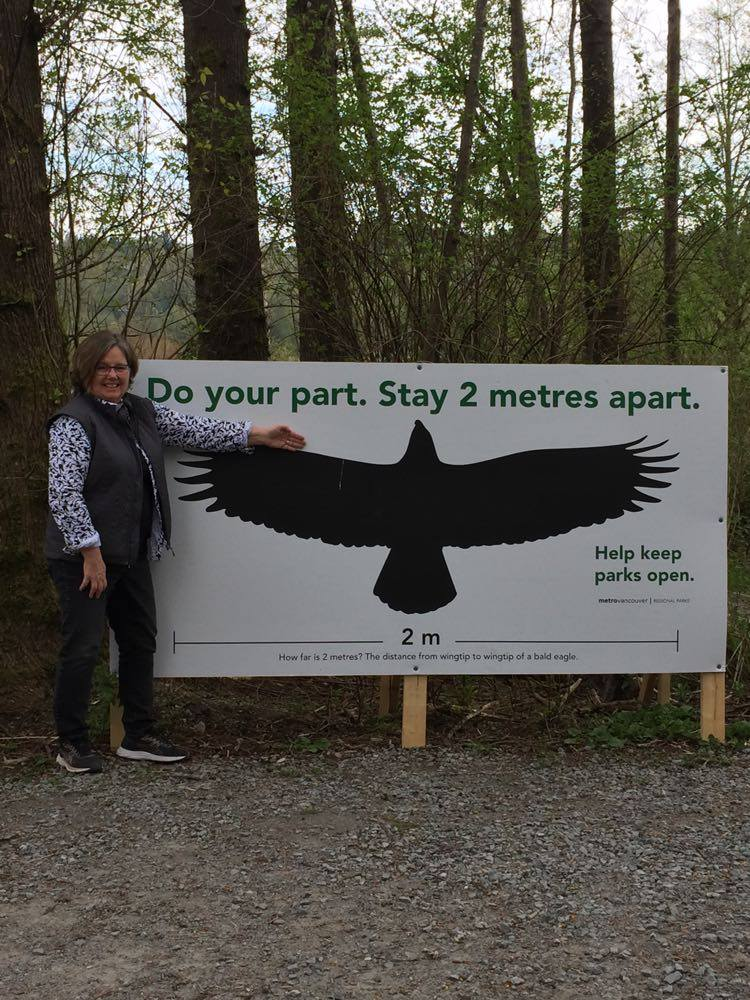 Do your part. Stay 2 metres apart.
Help keep
parks open.
metrovancouver | REGIONAL PARKS
2 m
How far is 2 metres? The distance from wingtip to wingtip of a bald eagle.